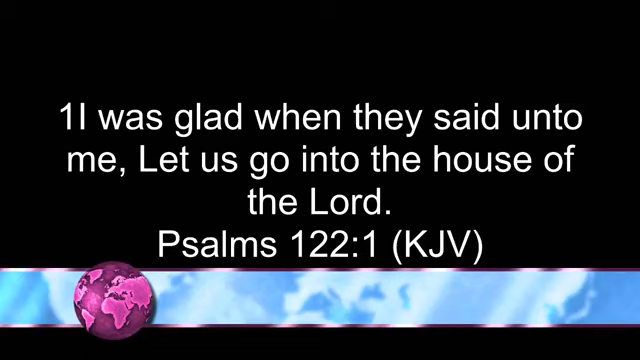 1I was glad when they said unto
me, Let us go into the house of
the Lord.
Psalms 122:1 (KJV)